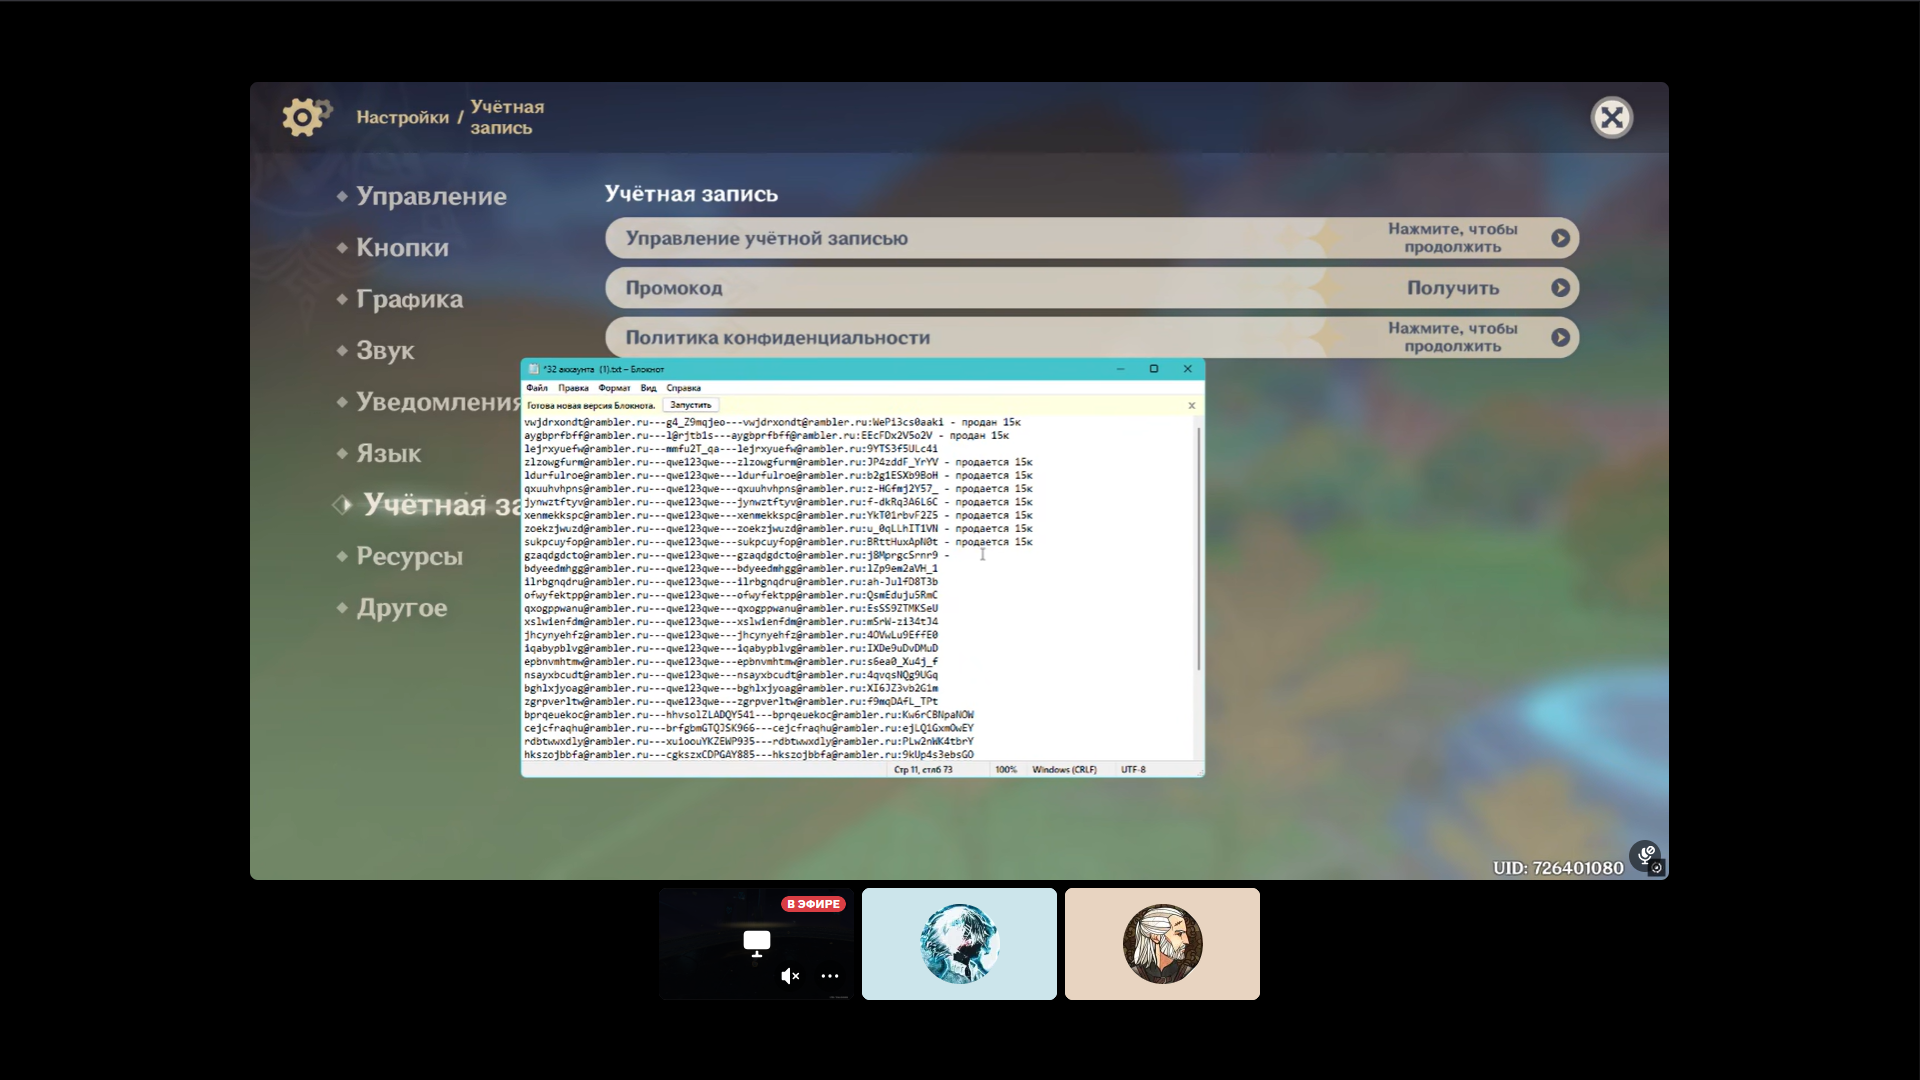 Настройки / Учётная запись
Управление
Кнопки
Графика
Звук
Уведомления
Язык
Учётная за
Ресурсы
Другое
Учётная запись
Управление учётной записью Нажмите, чтобы продолжить
Промокод Получить
Политика конфиденциальности Нажмите, чтобы продолжить
*32 аккаунта (1).txt – Блокнот
Файл Правка Формат Вид Справка
Готова новая версия Блокнота. Запустить
vwjdrxondt@rambler.ru---g4_Z9mqjeo---vwjdrxondt@rambler.ru:WePi3cs0aaki - продан 15к
aygbprfbff@rambler.ru---l@rjtb1s---aygbprfbff@rambler.ru:EEcFDx2V5o2V - продан 15к
lejrxyuefw@rambler.ru---mmfu2T_qa---lejrxyuefw@rambler.ru:9YTS3f5ULc4i
zlzowgfurm@rambler.ru---qwe123qwe---zlzowgfurm@rambler.ru:JP4zddF_YrYV - продается 15к
ldurfulroe@rambler.ru---qwe123qwe---ldurfulroe@rambler.ru:b2g1ESXb9BoH - продается 15к
qxuuhvhpns@rambler.ru---qwe123qwe---qxuuhvhpns@rambler.ru:z-HGfmj2Y57_ - продается 15к
jynwztftyv@rambler.ru---qwe123qwe---jynwztftyv@rambler.ru:f-dkRq3A6L6C - продается 15к
xenmekkspc@rambler.ru---qwe123qwe---xenmekkspc@rambler.ru:YkT01rbvF2Z5 - продается 15к
zoekzjwuzd@rambler.ru---qwe123qwe---zoekzjwuzd@rambler.ru:u_0qLLhIT1VN - продается 15к
sukpcuyfop@rambler.ru---qwe123qwe---sukpcuyfop@rambler.ru:BRttHuxApN0t - продается 15к
gzaqdgdcto@rambler.ru---qwe123qwe---gzaqdgdcto@rambler.ru:j8MprgcSrnr9 -
bdyeedmhgg@rambler.ru---qwe123qwe---bdyeedmhgg@rambler.ru:lZp9em2aVH_1
ilrbgnqdru@rambler.ru---qwe123qwe---ilrbgnqdru@rambler.ru:ah-JulfD8T3b
ofwyfektpp@rambler.ru---qwe123qwe---ofwyfektpp@rambler.ru:QsmEduju5RmC
qxogppwanu@rambler.ru---qwe123qwe---qxogppwanu@rambler.ru:EsSS9ZTMKSeU
xslwienfdm@rambler.ru---qwe123qwe---xslwienfdm@rambler.ru:mSrW-zi34tJ4
jhcynyehfz@rambler.ru---qwe123qwe---jhcynyehfz@rambler.ru:4OVwLu9EffE0
iqabypblvg@rambler.ru---qwe123qwe---iqabypblvg@rambler.ru:IXDe9uDvDMuD
epbnvmhtmw@rambler.ru---qwe123qwe---epbnvmhtmw@rambler.ru:s6ea0_Xu4j_f
nsayxbcudt@rambler.ru---qwe123qwe---nsayxbcudt@rambler.ru:4qvqsNQg9UGq
bghlxjyoag@rambler.ru---qwe123qwe---bghlxjyoag@rambler.ru:XI6JZ3vb2G1m
zgrpverltw@rambler.ru---qwe123qwe---zgrpverltw@rambler.ru:f9mqDAfL_TPt
bprqeuekoc@rambler.ru---hhvsolZLADQY541---bprqeuekoc@rambler.ru:Kw6rCBNpaNOW
cejcfraqhu@rambler.ru---brfgbmGTQJSK966---cejcfraqhu@rambler.ru:ejLQ1GxmOwEY
rdbtwwxdly@rambler.ru---xuioouYKZEWP935---rdbtwwxdly@rambler.ru:PLw2nWK4tbrY
hkszojbbfa@rambler.ru---cgkszxCDPGAY885---hkszojbbfa@rambler.ru:9kUp4s3ebsGO
Стр 11, стлб 73 100% Windows (CRLF) UTF-8
UID: 726401080
В ЭФИРЕ